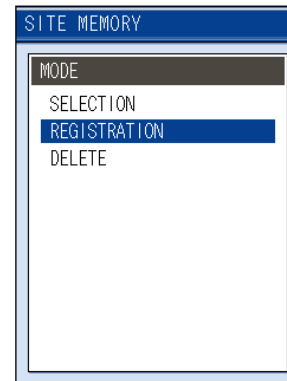 SITE MEMORY
MODE
SELECTION
REGISTRATION
DELETE